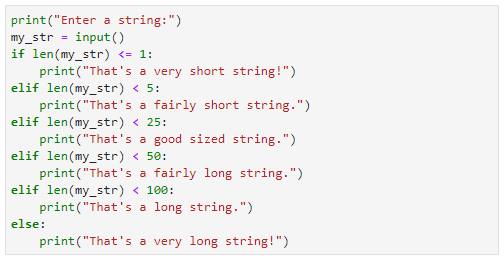 print("Enter a string:")
my_str = input()
if len(my_str) <= 1:
    print("That's a very short string!")
elif len(my_str) < 5:
    print("That's a fairly short string.")
elif len(my_str) < 25:
    print("That's a good sized string.")
elif len(my_str) < 50:
    print("That's a fairly long string.")
elif len(my_str) < 100:
    print("That's a long string.")
else:
    print("That's a very long string!")